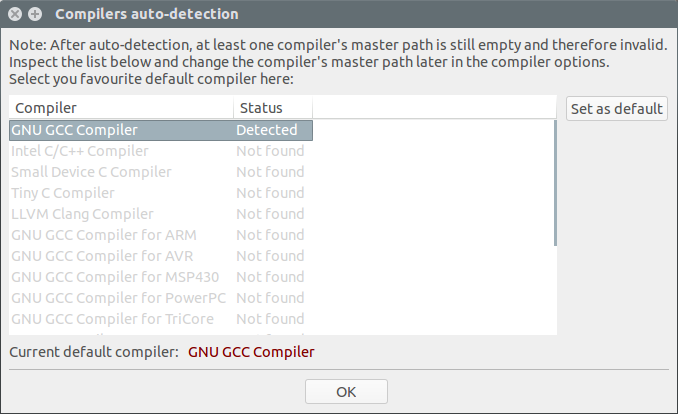 Compilers auto-detection
Note: After auto-detection, at least one compiler's master path is still empty and therefore invalid.
Inspect the list below and change the compiler's master path later in the compiler options.
Select you favourite default compiler here:
Compiler Status
Set as default
GNU GCC Compiler Detected
Intel C/C++ Compiler Not found
Small Device C Compiler Not found
Tiny C Compiler Not found
LLVM Clang Compiler Not found
GNU GCC Compiler for ARM Not found
GNU GCC Compiler for AVR Not found
GNU GCC Compiler for MSP430 Not found
GNU GCC Compiler for PowerPC Not found
GNU GCC Compiler for TriCore Not found
Current default compiler: GNU GCC Compiler
OK